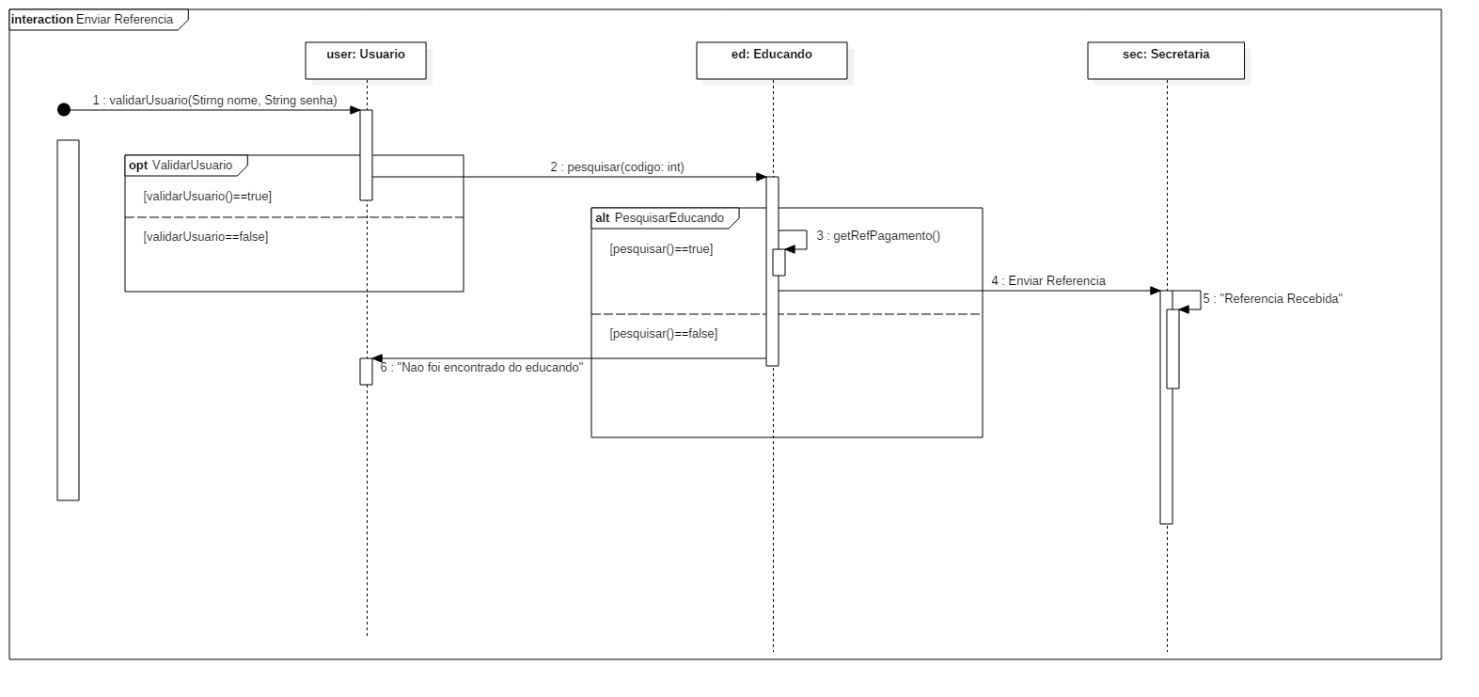 interaction Enviar Referencia
user: Usuario
ed: Educando
sec: Secretaria
1 : validarUsuario(Stirng nome, String senha)
opt ValidarUsuario
2 : pesquisar(codigo: int)
[validarUsuario()==true]
alt PesquisarEducando
[validarUsuario==false]
3 : getRefPagamento()
[pesquisar()==true]
4 : Enviar Referencia
5 : "Referencia Recebida"
[pesquisar()==false]
6 : "Nao foi encontrado do educando"